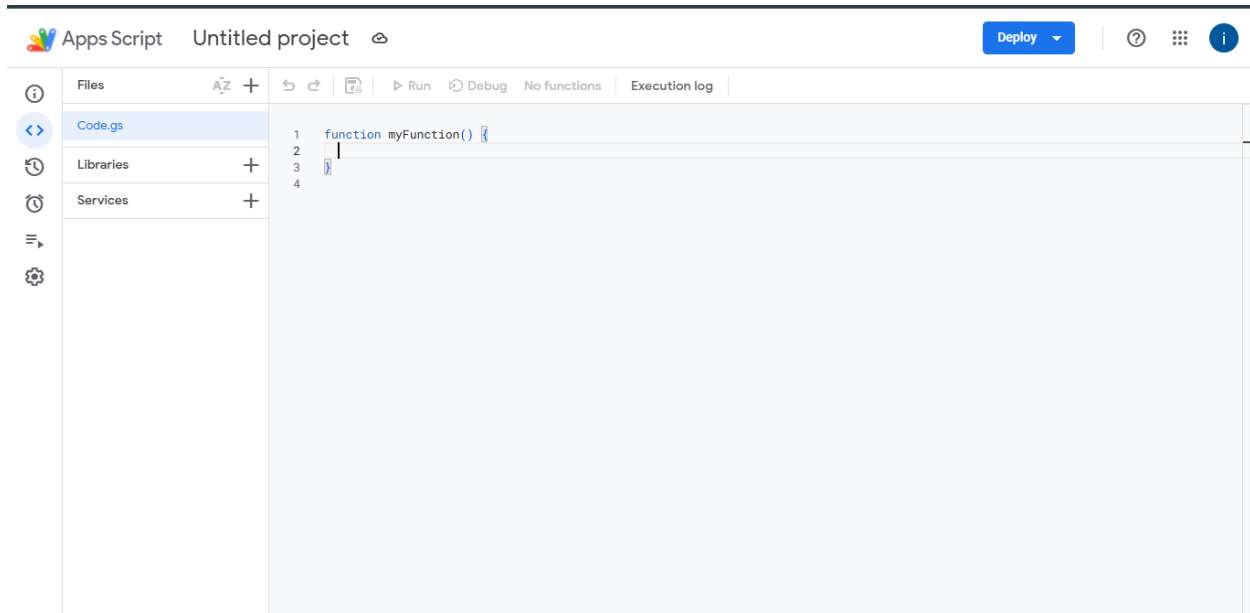 Apps Script Untitled project Deploy i
Files AZ
Run Debug No functions Execution log
Code.gs
Libraries
Services
1 function myFunction() {
2
3 }
4